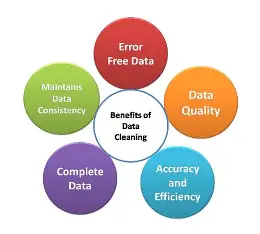 Error
Free Data
Maintains
Data
Consistency
Data
Quality
Benefits of
Data
Cleaning
Complete
Data
Accuracy
and
Efficiency